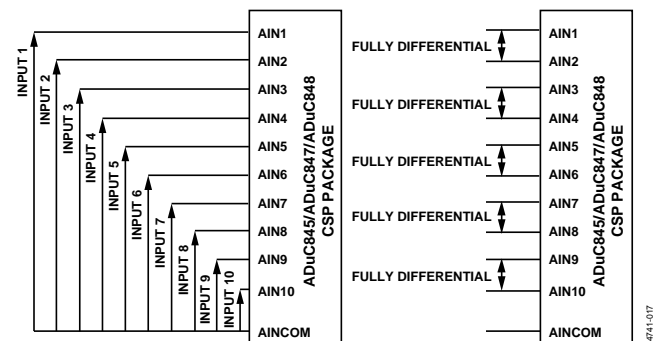 INPUT 1
INPUT 2
INPUT 3
INPUT 4
INPUT 5
INPUT 6
INPUT 7
INPUT 8
INPUT 9
INPUT 10
AIN1
AIN2
AIN3
AIN4
AIN5
AIN6
AIN7
AIN8
AIN9
AIN10
AINCOM
ADuC845/ADuC847/ADuC848
CSP PACKAGE
FULLY DIFFERENTIAL
FULLY DIFFERENTIAL
FULLY DIFFERENTIAL
FULLY DIFFERENTIAL
FULLY DIFFERENTIAL
AIN1
AIN2
AIN3
AIN4
AIN5
AIN6
AIN7
AIN8
AIN9
AIN10
AINCOM
ADuC845/ADuC847/ADuC848
CSP PACKAGE
4741-017